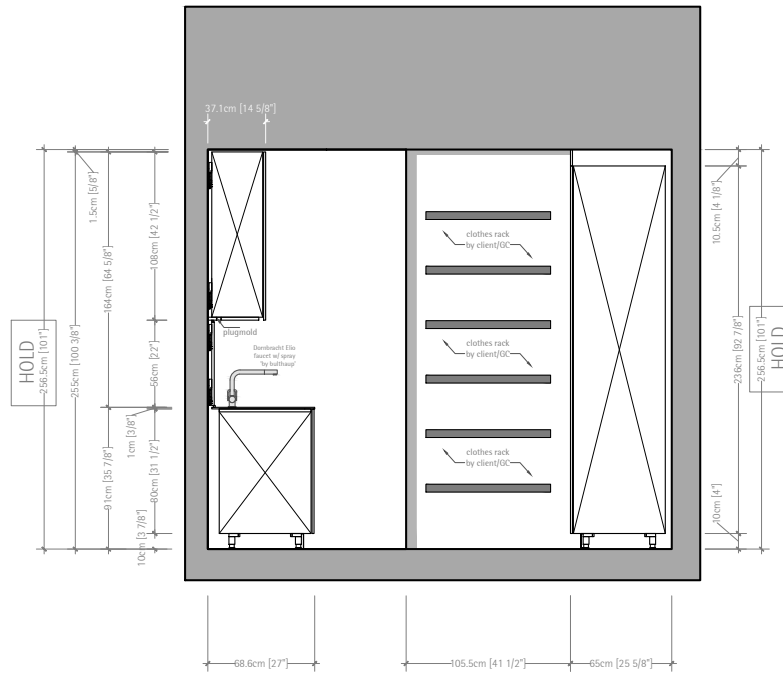 37.1cm [14 5/8"]
HOLD
256.5cm [101"]
255cm [100 3/8"]
1.5cm [5/8"]
164cm [64 5/8"]
108cm [42 1/2"]
56cm [22"]
1cm [3/8"]
91cm [35 7/8"]
80cm [31 1/2"]
10cm [3 7/8"]
plugmold
Dornbracht Elio
faucet w/ spray
'by bulthaup'
clothes rack
by client/GC
clothes rack
by client/GC
clothes rack
by client/GC
10.5cm [4 1/8"]
236cm [92 7/8"]
10cm [4"]
256.5cm [101"]
HOLD
68.6cm [27"]
105.5cm [41 1/2"]
65cm [25 5/8"]